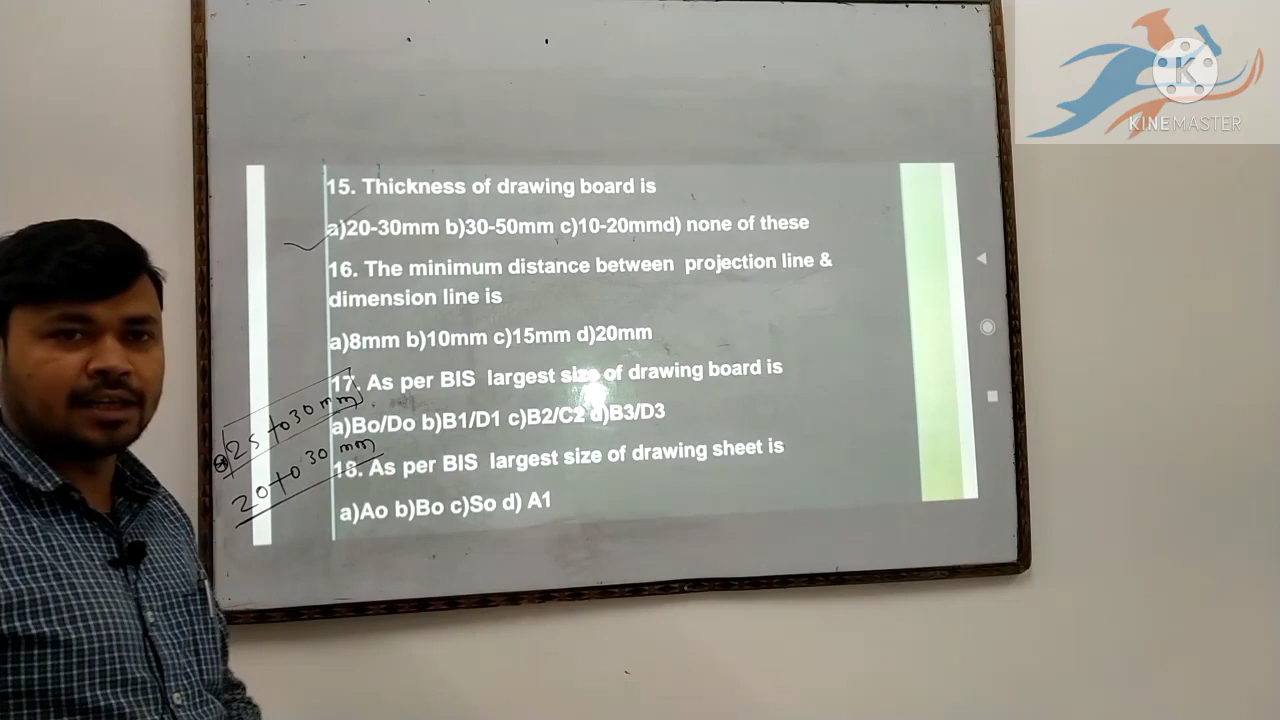 15. Thickness of drawing board is
a)20-30mm b)30-50mm c)10-20mmd) none of these
16. The minimum distance between projection line &
dimension line is
a)8mm b)10mm c)15mm d)20mm
17. As per BIS largest size of drawing board is
a)Bo/Do b)B1/D1 c)B2/C2 d)B3/D3
18. As per BIS largest size of drawing sheet is
a)Ao b)Bo c)So d) A1
25 to 30 mm
20 to 30 mm
K
KINEMASTER